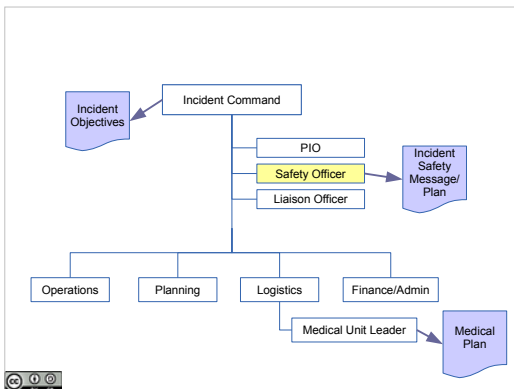 Incident Command
Incident
Objectives
PIO
Safety Officer
Liaison Officer
Incident
Safety
Message/
Plan
Operations
Planning
Logistics
Finance/Admin
Medical Unit Leader
Medical
Plan
cc